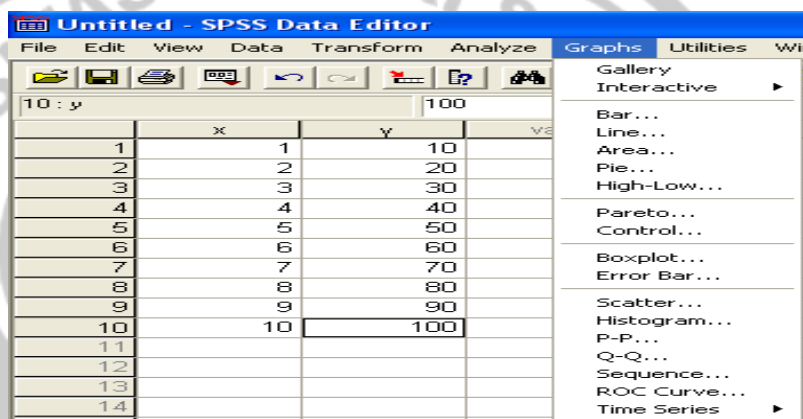 Untitled - SPSS Data Editor
File Edit View Data Transform Analyze Graphs Utilities Wi
10 : y 100
x y va
1 1 10
2 2 20
3 3 30
4 4 40
5 5 50
6 6 60
7 7 70
8 8 80
9 9 90
10 10 100
11
12
13
14
Gallery
Interactive
Bar...
Line...
Area...
Pie...
High-Low...
Pareto...
Control...
Boxplot...
Error Bar...
Scatter...
Histogram...
P-P...
Q-Q...
Sequence...
ROC Curve...
Time Series